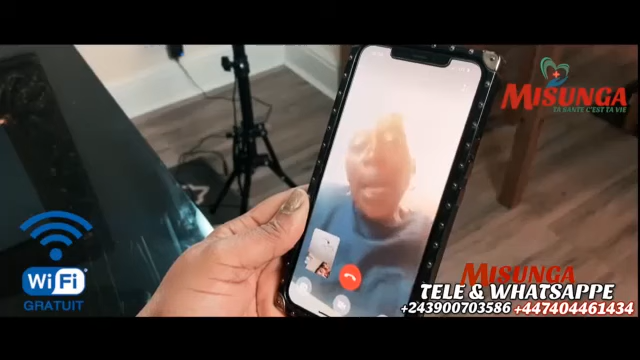 MISUNGA
TA SANTE C'EST TA VIE
Wi Fi
GRATUIT
MISUNGA
TELE & WHATSAPPE
+243900703586 +447404461434